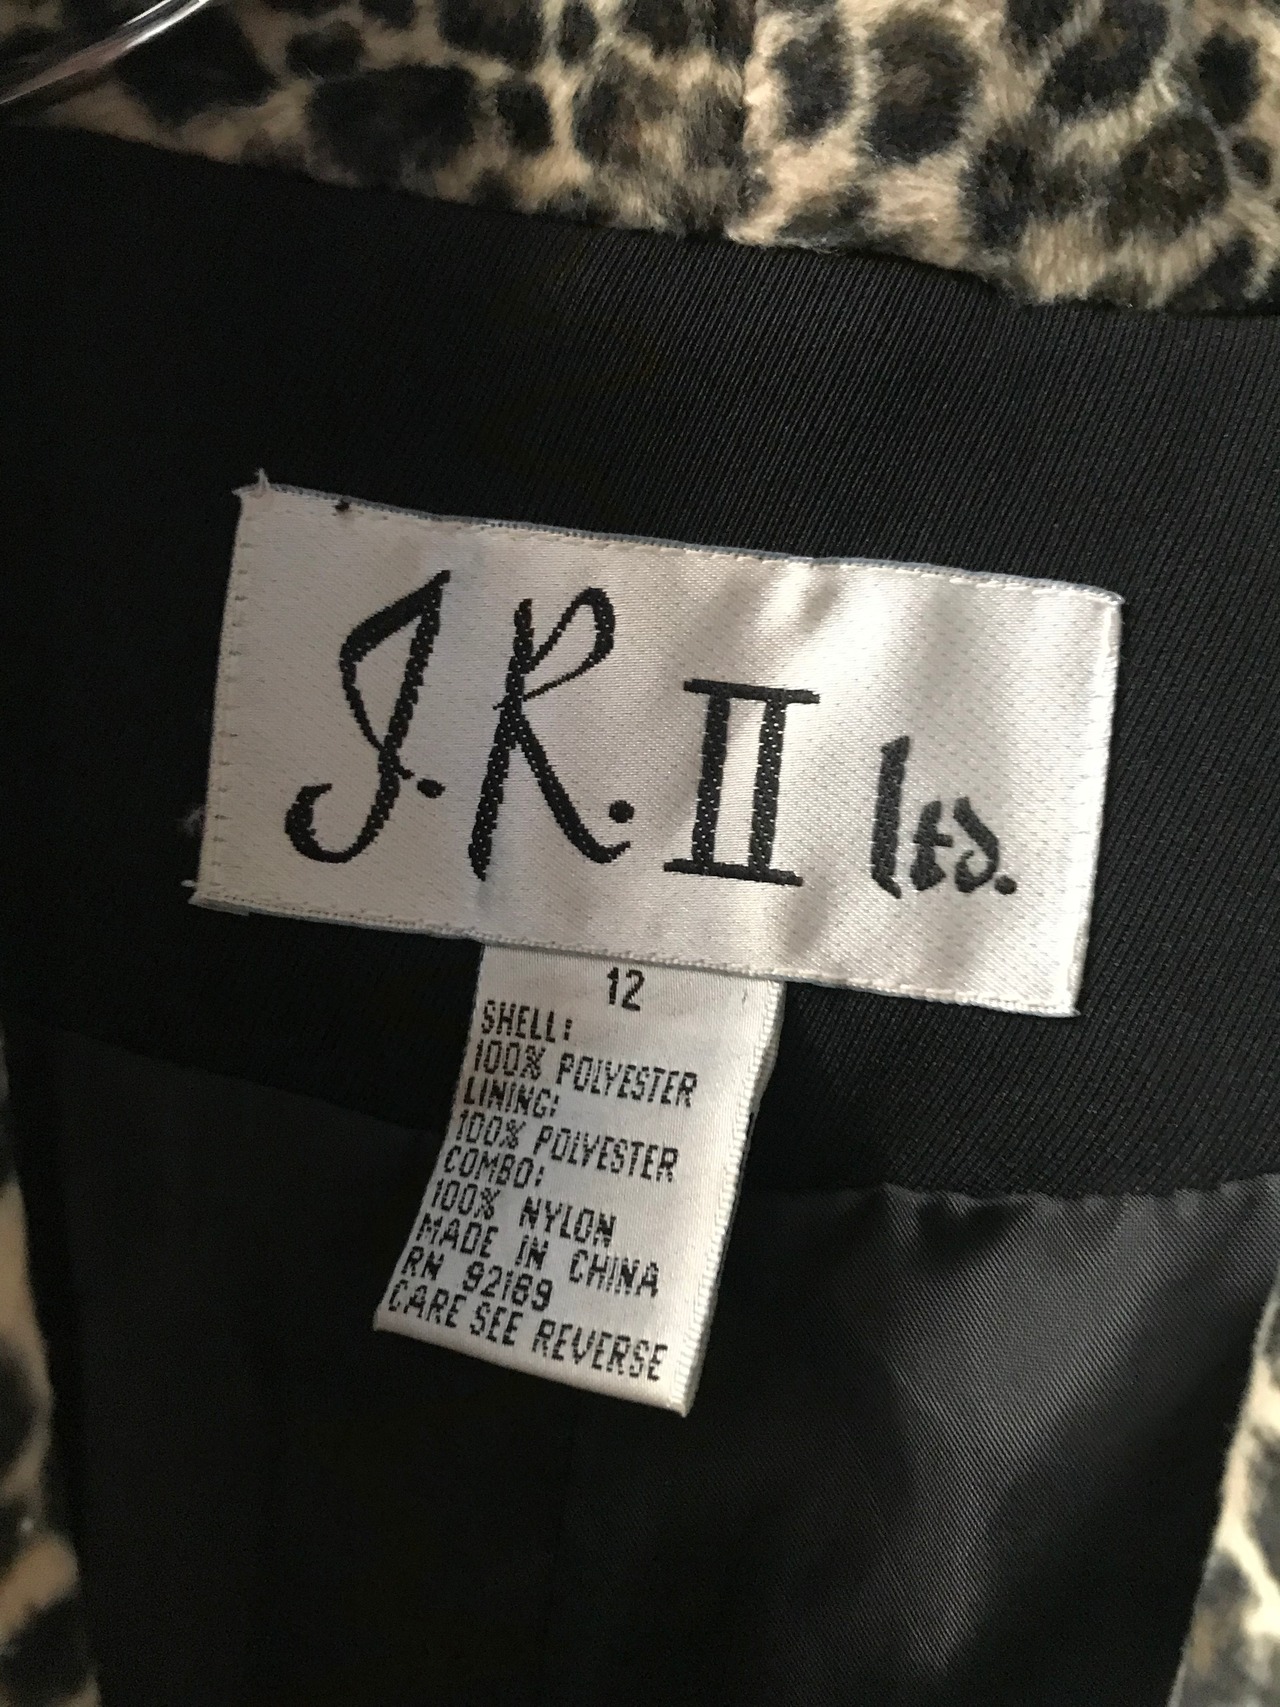 J.R. II ltd.
12
SHELL:
100% POLYESTER
LINING:
100% POLYESTER
COMBO:
100% NYLON
MADE IN CHINA
RN 92169
CARE SEE REVERSE